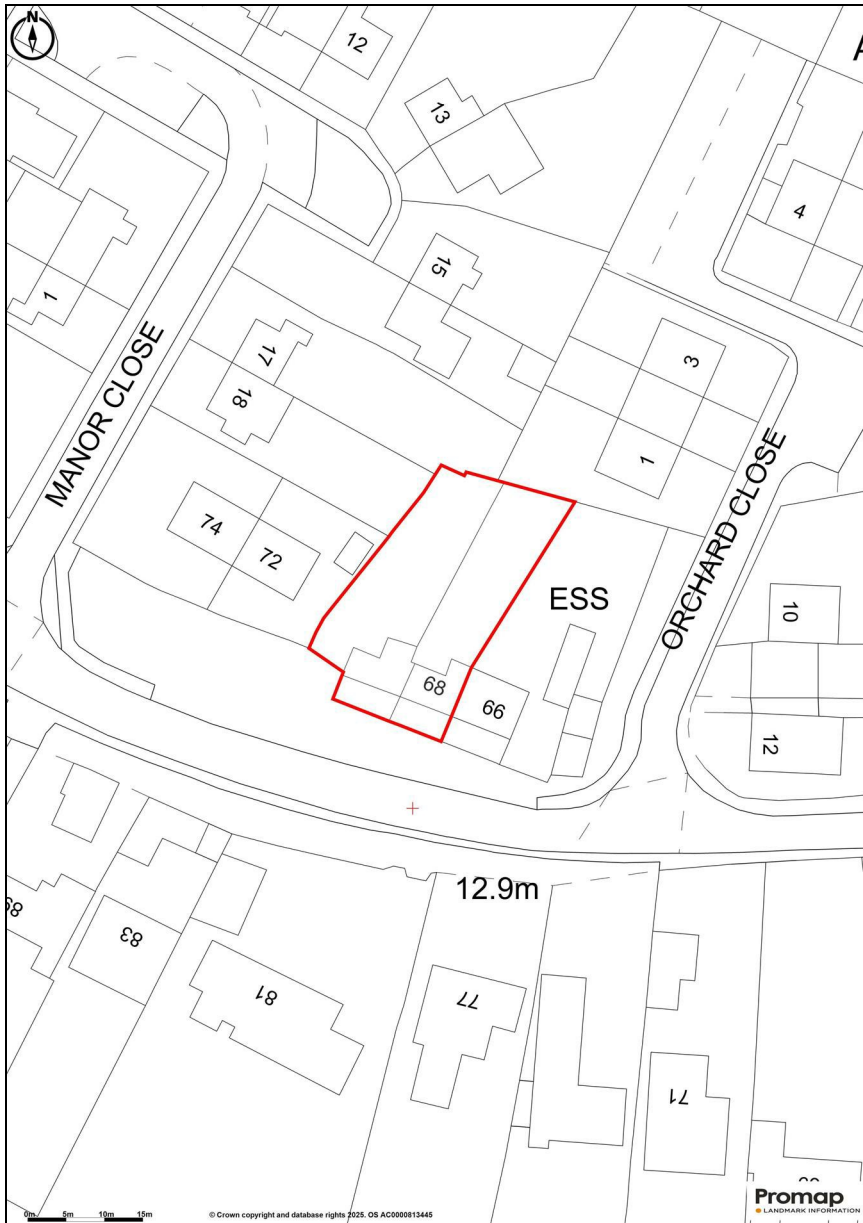 N
12
13
4
15
1
17
18
3
1
MANOR CLOSE
ORCHARD CLOSE
74
72
ESS
10
68
66
12
12.9m
89
83
81
77
71
0m 5m 10m 15m
© Crown copyright and database rights 2025. OS AC0000813445
Promap
LANDMARK INFORMATION